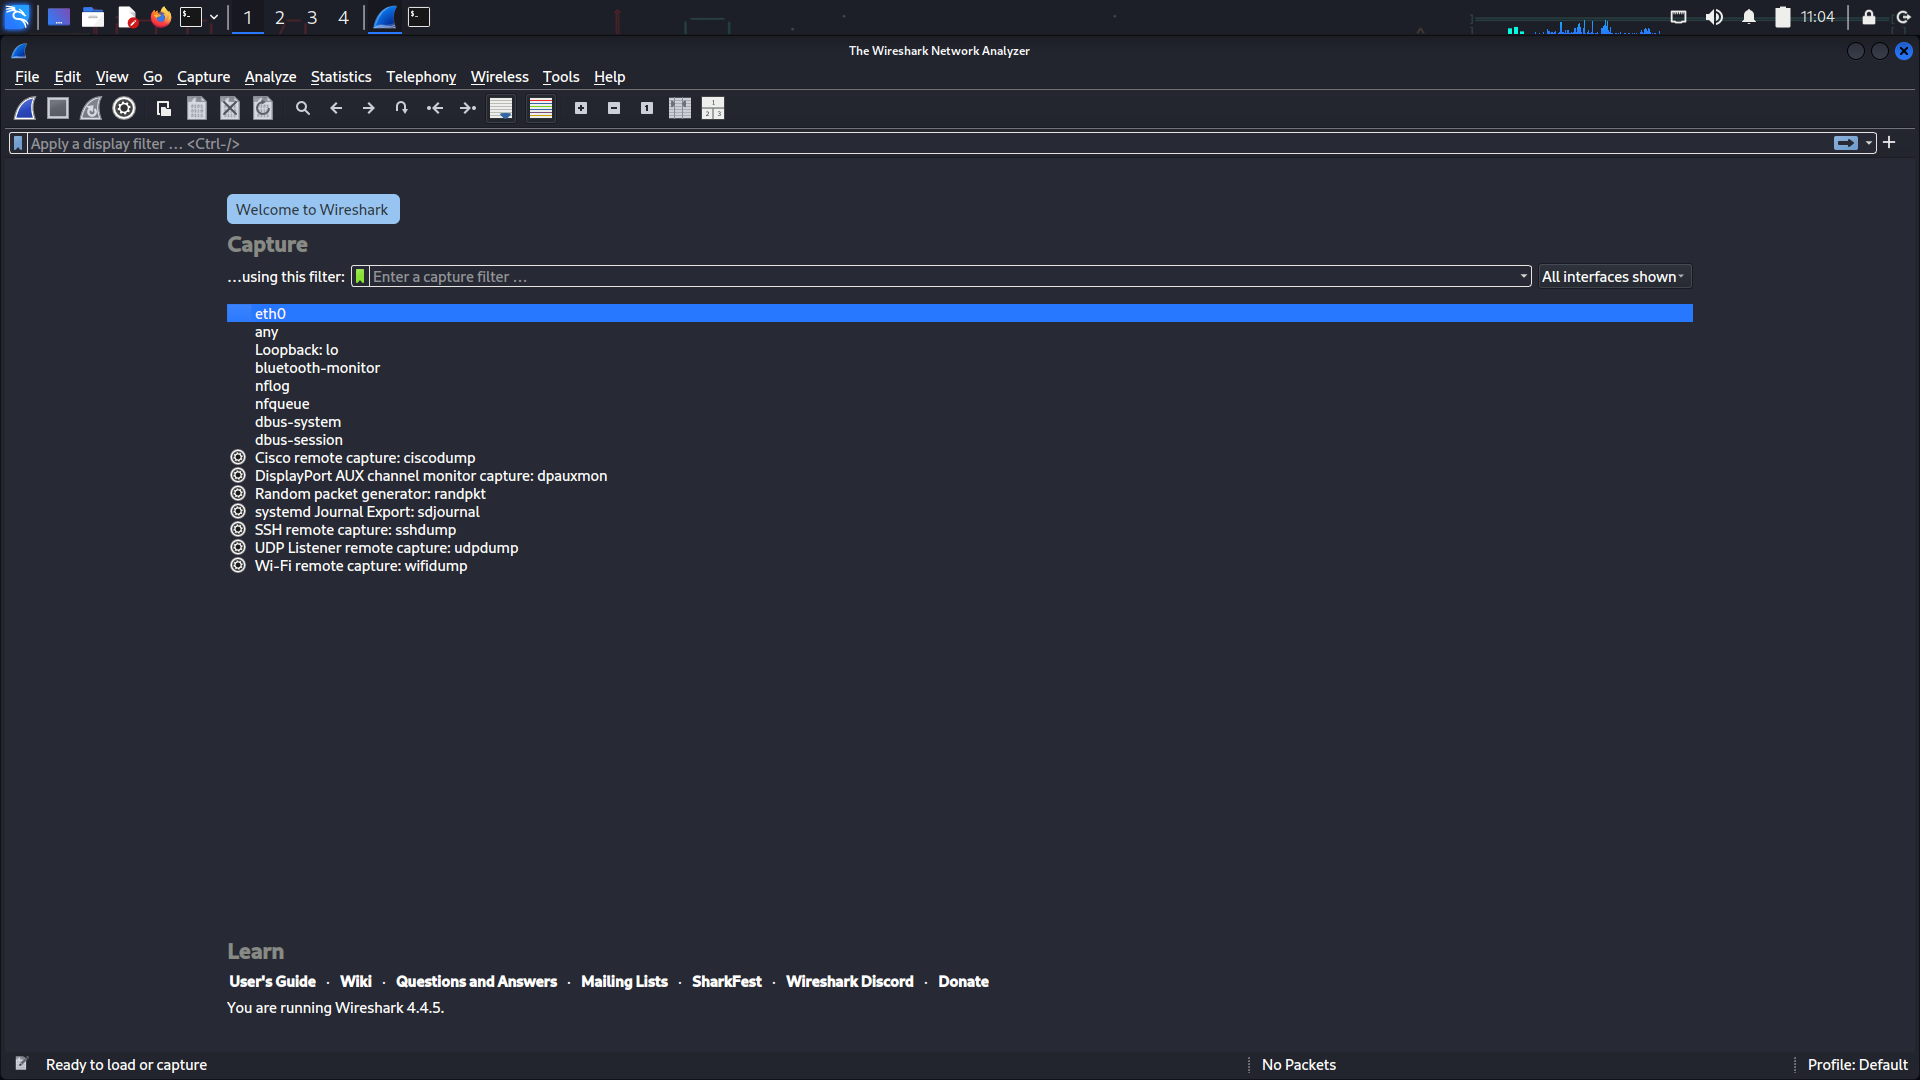 1 2 3 4 11:04
The Wireshark Network Analyzer
File Edit View Go Capture Analyze Statistics Telephony Wireless Tools Help
Apply a display filter … <Ctrl-/>
Welcome to Wireshark
Capture
…using this filter: Enter a capture filter … All interfaces shown
eth0
any
Loopback: lo
bluetooth-monitor
nflog
nfqueue
dbus-system
dbus-session
Cisco remote capture: ciscodump
DisplayPort AUX channel monitor capture: dpauxmon
Random packet generator: randpkt
systemd Journal Export: sdjournal
SSH remote capture: sshdump
UDP Listener remote capture: udpdump
Wi-Fi remote capture: wifidump
Learn
User's Guide · Wiki · Questions and Answers · Mailing Lists · SharkFest · Wireshark Discord · Donate
You are running Wireshark 4.4.5.
Ready to load or capture No Packets Profile: Default